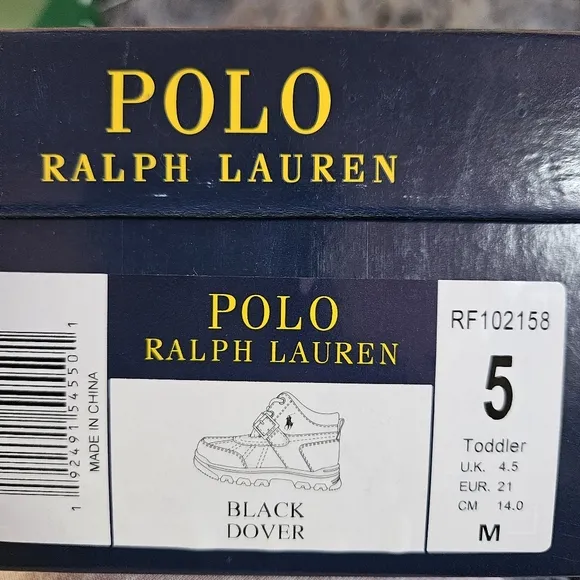 POLO
RALPH LAUREN
POLO
RALPH LAUREN
1 92491 54550 1
MADE IN CHINA
BLACK
DOVER
RF102158
5
Toddler
U.K. 4.5
EUR. 21
CM 14.0
M